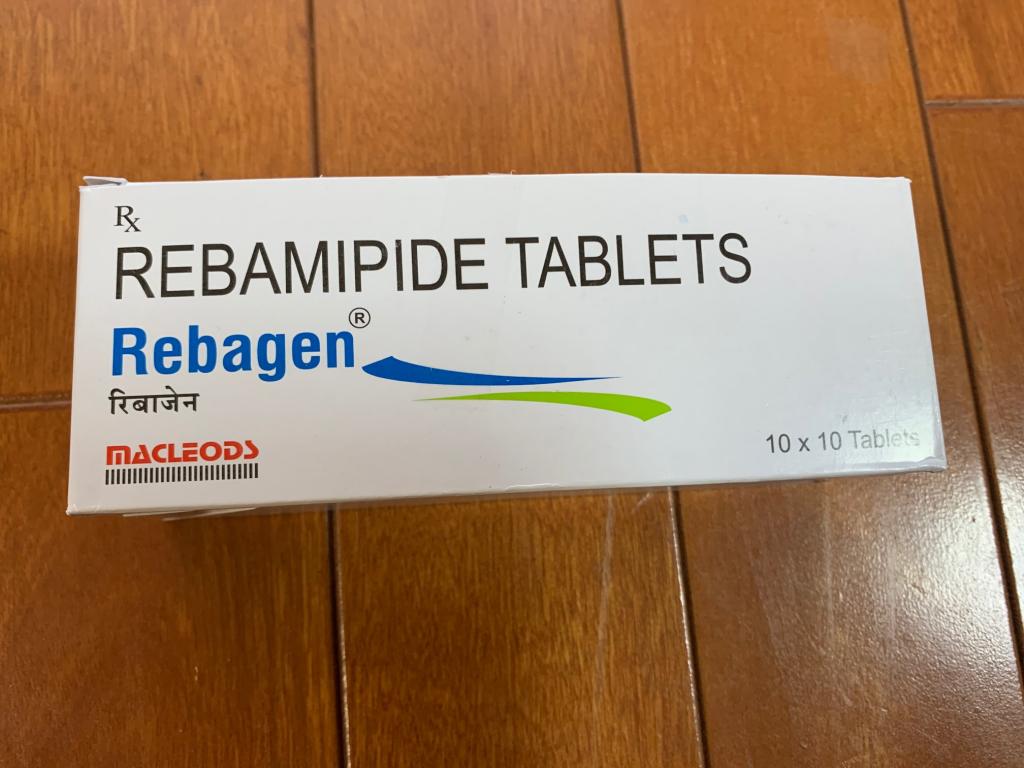 Rx
REBAMIPIDE TABLETS
Rebagen®
रिबाजेन
MACLEODS
10 x 10 Tablets